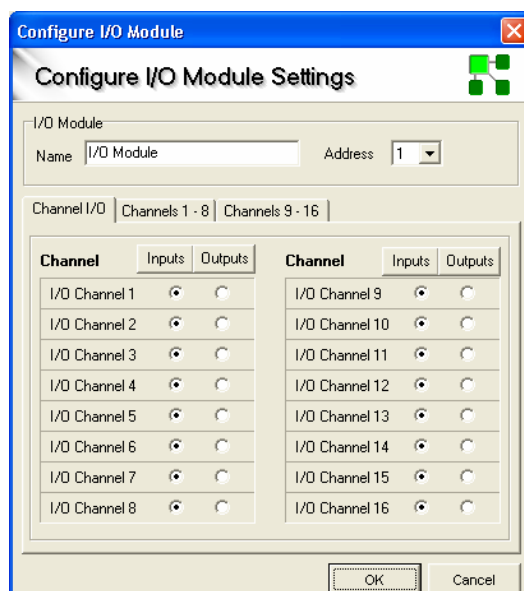 Configure I/O Module
Configure I/O Module Settings
I/O Module
Name I/O Module Address 1
Channel I/O Channels 1 - 8 Channels 9 - 16
Channel Inputs Outputs Channel Inputs Outputs
I/O Channel 1 I/O Channel 9
I/O Channel 2 I/O Channel 10
I/O Channel 3 I/O Channel 11
I/O Channel 4 I/O Channel 12
I/O Channel 5 I/O Channel 13
I/O Channel 6 I/O Channel 14
I/O Channel 7 I/O Channel 15
I/O Channel 8 I/O Channel 16
OK Cancel